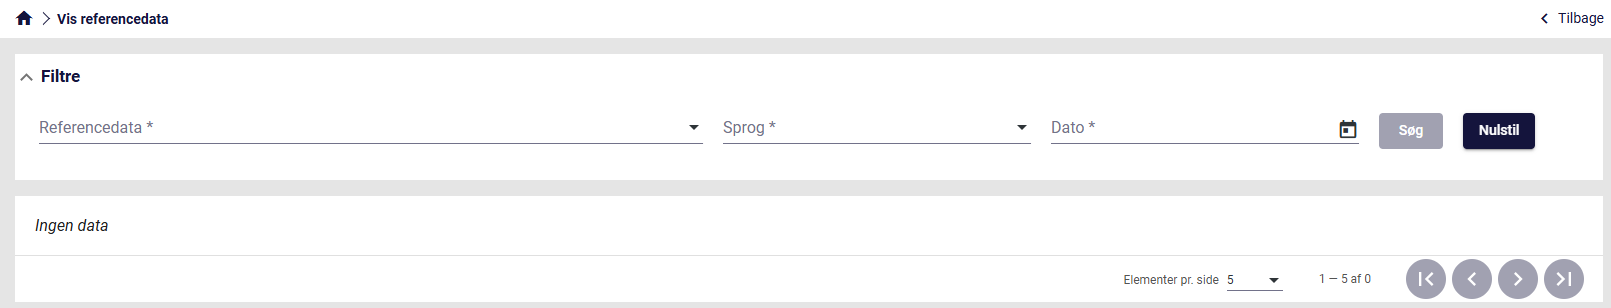 Vis referencedata
Tilbage
Filtre
Referencedata *
Sprog *
Dato *
Søg
Nulstil
Ingen data
Elementer pr. side 5
1 – 5 af 0